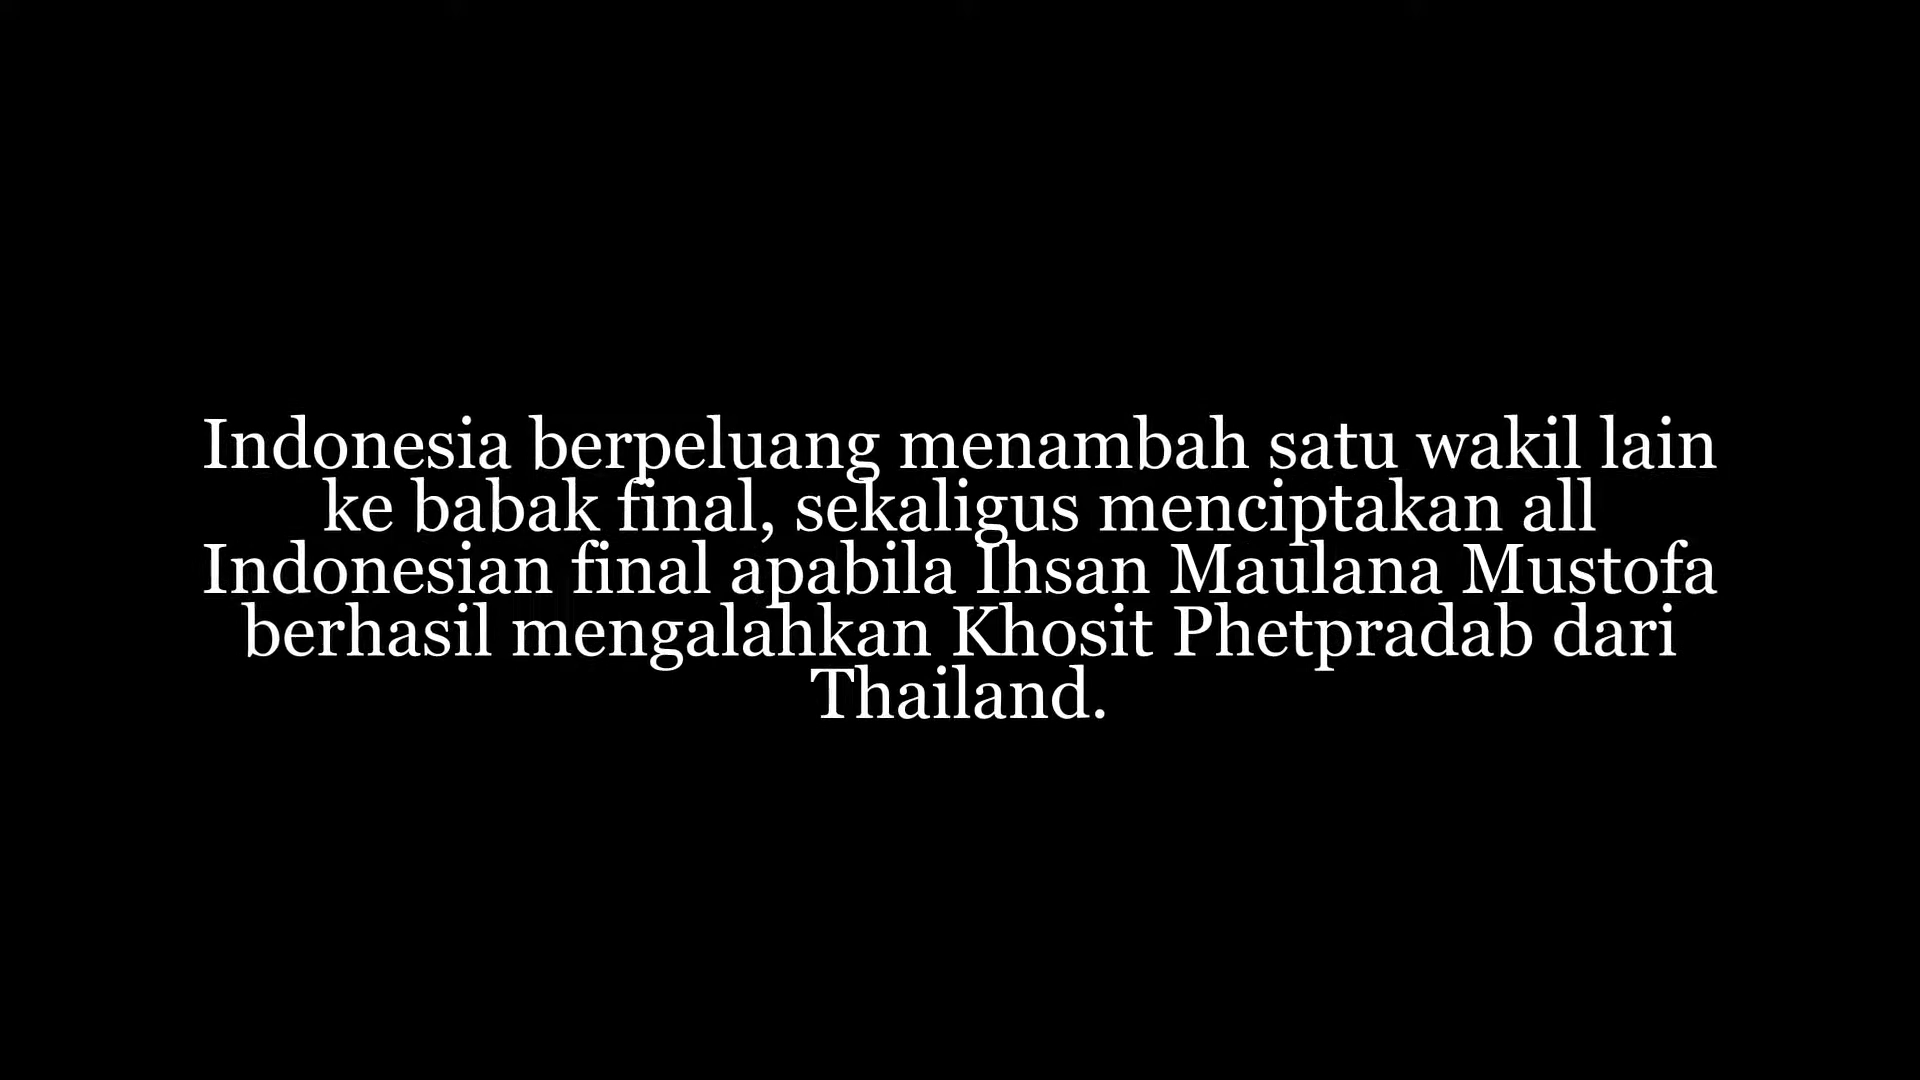 Indonesia berpeluang menambah satu wakil lain
ke babak final, sekaligus menciptakan all
Indonesian final apabila Ihsan Maulana Mustofa
berhasil mengalahkan Khosit Phetpradab dari
Thailand.